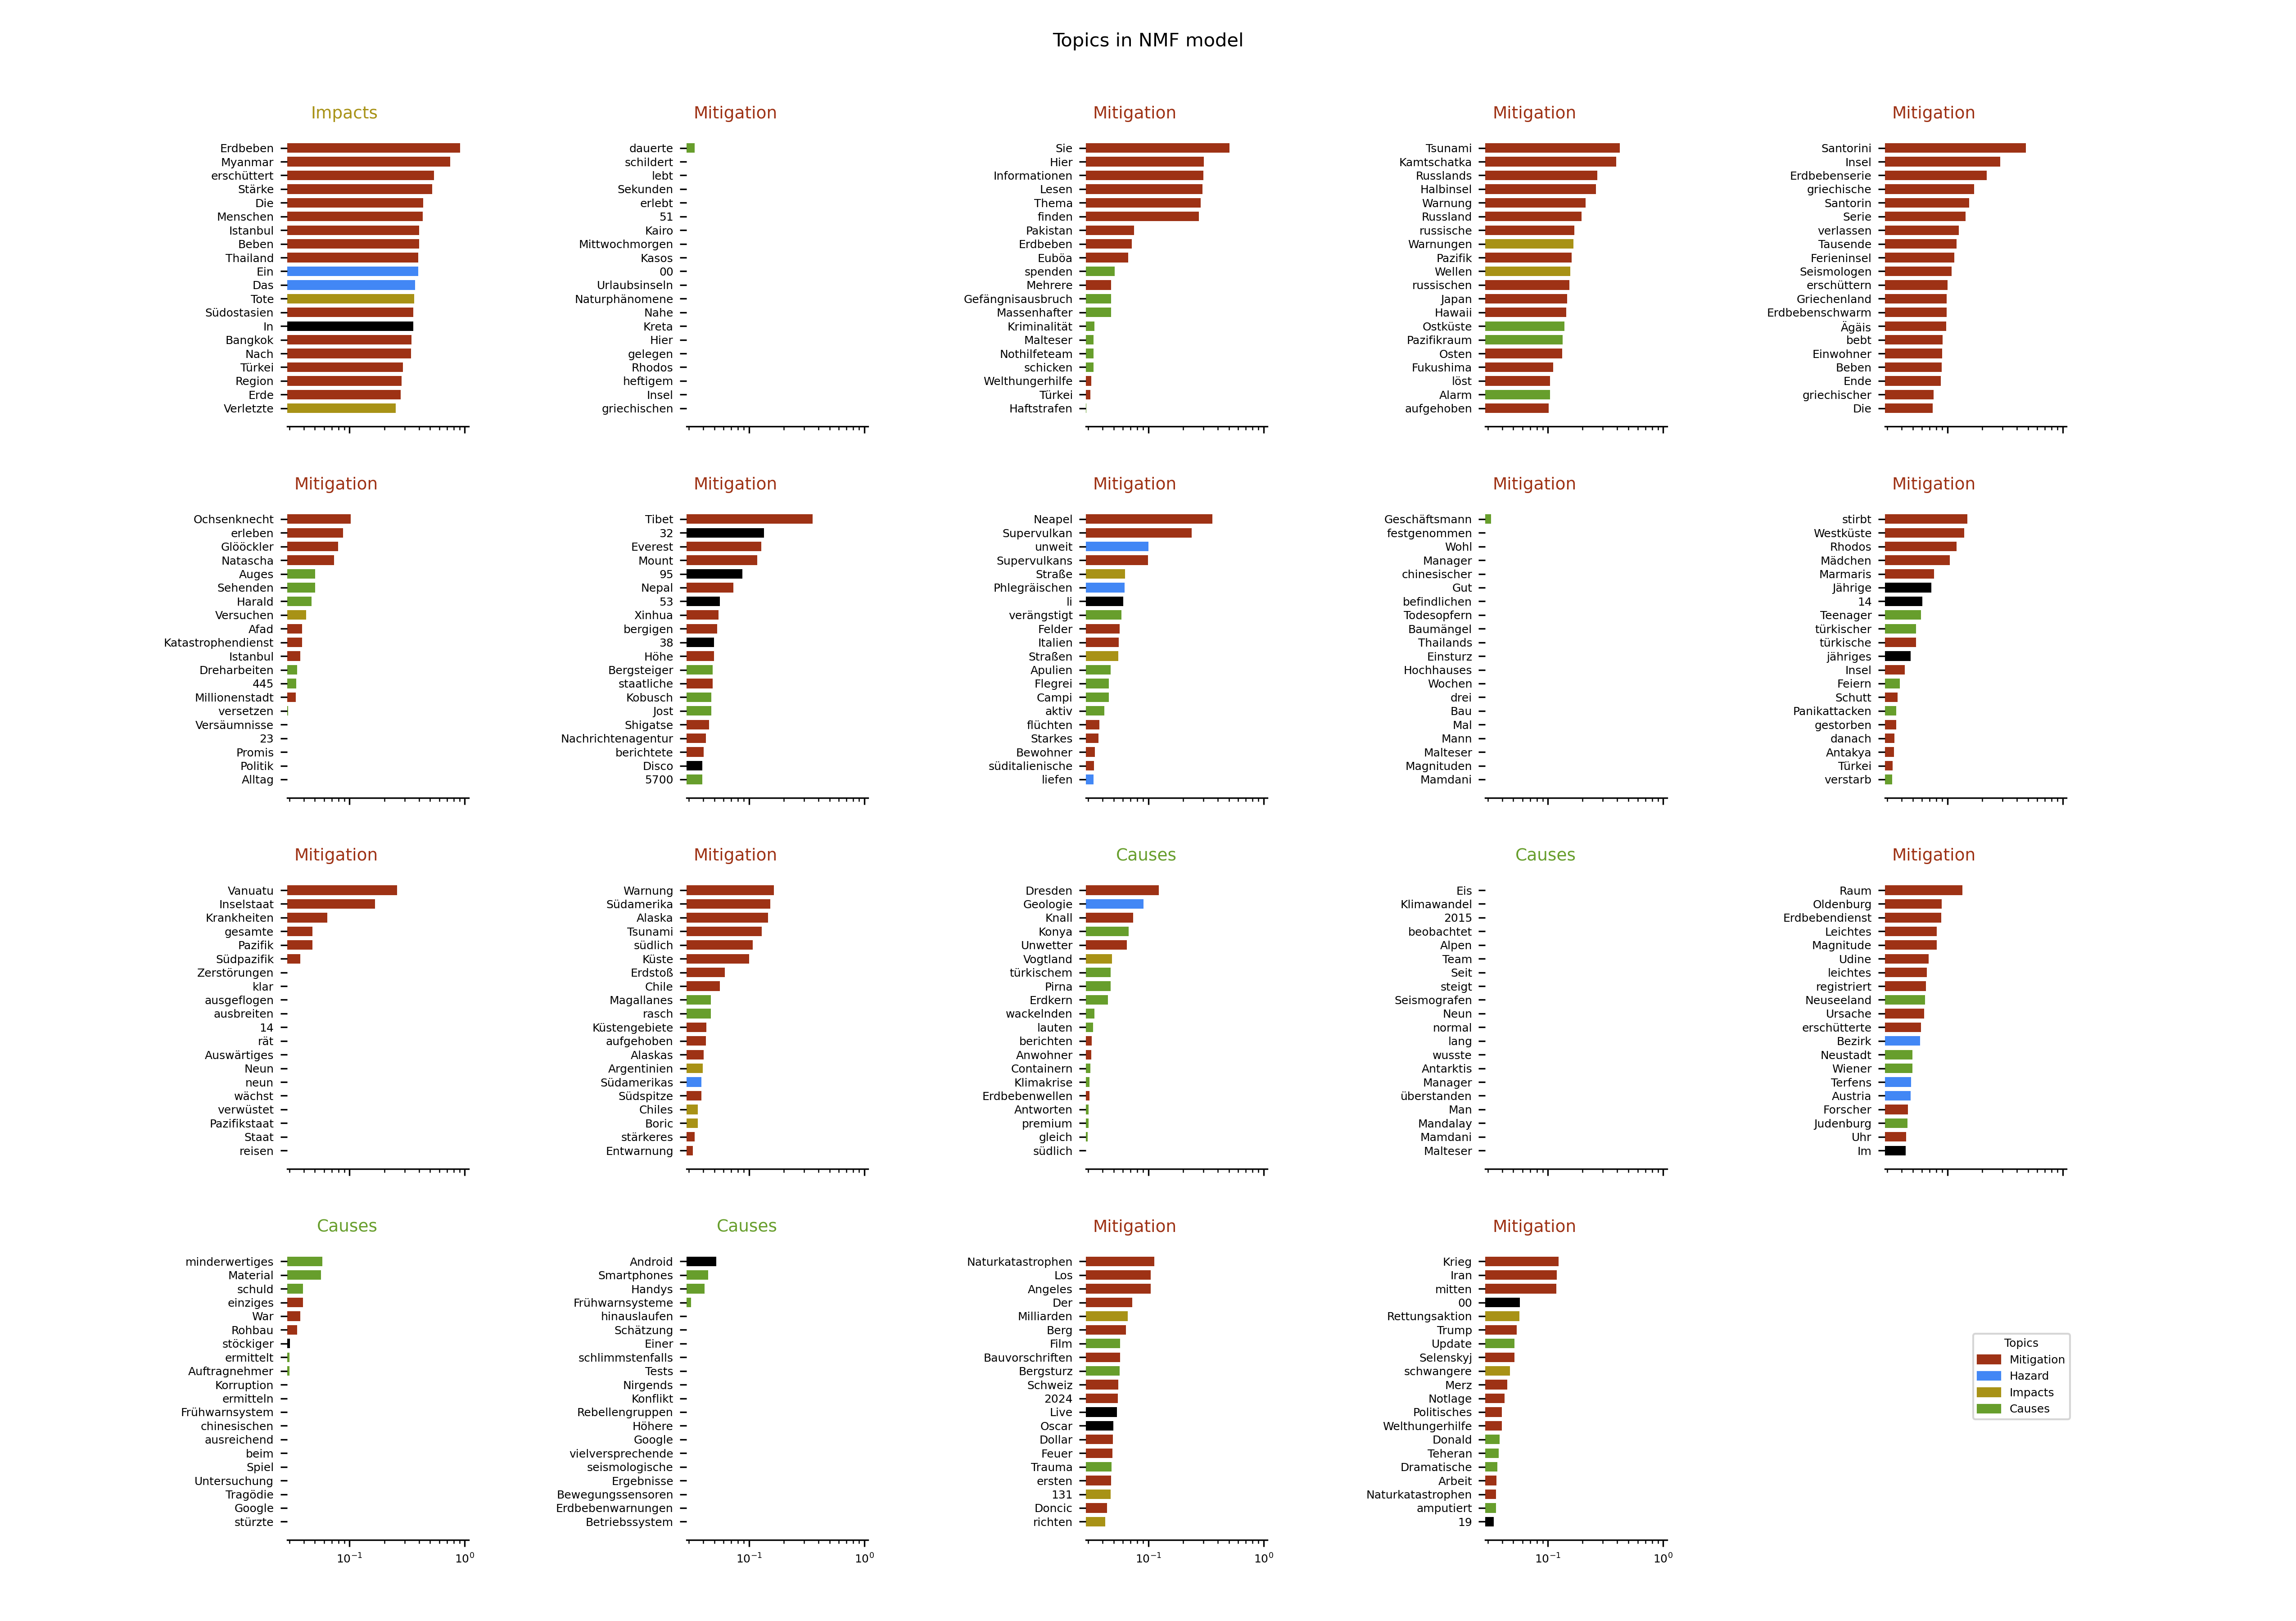 Topics in NMF model
Impacts
Erdbeben
Myanmar
erschüttert
Stärke
Die
Menschen
Istanbul
Beben
Thailand
Ein
Das
Tote
Südostasien
In
Bangkok
Nach
Türkei
Region
Erde
Verletzte
Mitigation
dauerte
schildert
lebt
Sekunden
erlebt
51
Kairo
Mittwochmorgen
Kasos
00
Urlaubsinseln
Naturphänomene
Nahe
Kreta
Hier
gelegen
Rhodos
heftigem
Insel
griechischen
Mitigation
Sie
Hier
Informationen
Lesen
Thema
finden
Pakistan
Erdbeben
Euböa
spenden
Mehrere
Gefängnisausbruch
Massenhafter
Kriminalität
Malteser
Nothilfeteam
schicken
Welthungerhilfe
Türkei
Haftstrafen
Mitigation
Tsunami
Kamtschatka
Russlands
Halbinsel
Warnung
Russland
russische
Warnungen
Pazifik
Wellen
russischen
Japan
Hawaii
Ostküste
Pazifikraum
Osten
Fukushima
löst
Alarm
aufgehoben
Mitigation
Santorini
Insel
Erdbebenserie
griechische
Santorin
Serie
verlassen
Tausende
Ferieninsel
Seismologen
erschüttern
Griechenland
Erdbebenschwarm
Ägäis
bebt
Einwohner
Beben
Ende
griechischer
Die
Mitigation
Ochsenknecht
erleben
Glööckler
Natascha
Auges
Sehenden
Harald
Versuchen
Afad
Katastrophendienst
Istanbul
Dreharbeiten
445
Millionenstadt
versetzen
Versäumnisse
23
Promis
Politik
Alltag
Mitigation
Tibet
32
Everest
Mount
95
Nepal
53
Xinhua
bergigen
38
Höhe
Bergsteiger
staatliche
Kobusch
Jost
Shigatse
Nachrichtenagentur
berichtete
Disco
5700
Mitigation
Neapel
Supervulkan
unweit
Supervulkans
Straße
Phlegräischen
li
verängstigt
Felder
Italien
Straßen
Apulien
Flegrei
Campi
aktiv
flüchten
Starkes
Bewohner
süditalienische
liefen
Mitigation
Geschäftsmann
festgenommen
Wohl
Manager
chinesischer
Gut
befindlichen
Todesopfern
Baumängel
Thailands
Einsturz
Hochhauses
Wochen
drei
Bau
Mal
Mann
Malteser
Magnituden
Mamdani
Mitigation
stirbt
Westküste
Rhodos
Mädchen
Marmaris
Jährige
14
Teenager
türkischer
türkische
jähriges
Insel
Feiern
Schutt
Panikattacken
gestorben
danach
Antakya
Türkei
verstarb
Mitigation
Vanuatu
Inselstaat
Krankheiten
gesamte
Pazifik
Südpazifik
Zerstörungen
klar
ausgeflogen
ausbreiten
14
rät
Auswärtiges
Neun
neun
wächst
verwüstet
Pazifikstaat
Staat
reisen
Mitigation
Warnung
Südamerika
Alaska
Tsunami
südlich
Küste
Erdstoß
Chile
Magallanes
rasch
Küstengebiete
aufgehoben
Alaskas
Argentinien
Südamerikas
Südspitze
Chiles
Boric
stärkeres
Entwarnung
Causes
Dresden
Geologie
Knall
Konya
Unwetter
Vogtland
türkischem
Pirna
Erdkern
wackelnden
lauten
berichten
Anwohner
Containern
Klimakrise
Erdbebenwellen
Antworten
premium
gleich
südlich
Causes
Eis
Klimawandel
2015
beobachtet
Alpen
Team
Seit
steigt
Seismografen
Neun
normal
lang
wusste
Antarktis
Manager
überstanden
Man
Mandalay
Mamdani
Malteser
Mitigation
Raum
Oldenburg
Erdbebendienst
Leichtes
Magnitude
Udine
leichtes
registriert
Neuseeland
Ursache
erschütterte
Bezirk
Neustadt
Wiener
Terfens
Austria
Forscher
Judenburg
Uhr
Im
Causes
minderwertiges
Material
schuld
einziges
War
Rohbau
stöckiger
ermittelt
Auftragnehmer
Korruption
ermitteln
Frühwarnsystem
chinesischen
ausreichend
beim
Spiel
Untersuchung
Tragödie
Google
stürzte
10⁻¹ 10⁰
Causes
Android
Smartphones
Handys
Frühwarnsysteme
hinauslaufen
Schätzung
Einer
schlimmstenfalls
Tests
Nirgends
Konflikt
Rebellengruppen
Höhere
Google
vielversprechende
seismologische
Ergebnisse
Bewegungssensoren
Erdbebenwarnungen
Betriebssystem
10⁻¹ 10⁰
Mitigation
Naturkatastrophen
Los
Angeles
Der
Milliarden
Berg
Film
Bauvorschriften
Bergsturz
Schweiz
2024
Live
Oscar
Dollar
Feuer
Trauma
ersten
131
Doncic
richten
10⁻¹ 10⁰
Mitigation
Krieg
Iran
mitten
00
Rettungsaktion
Trump
Update
Selenskyj
schwangere
Merz
Notlage
Politisches
Welthungerhilfe
Donald
Teheran
Dramatische
Arbeit
Naturkatastrophen
amputiert
19
10⁻¹ 10⁰
Topics
Mitigation
Hazard
Impacts
Causes